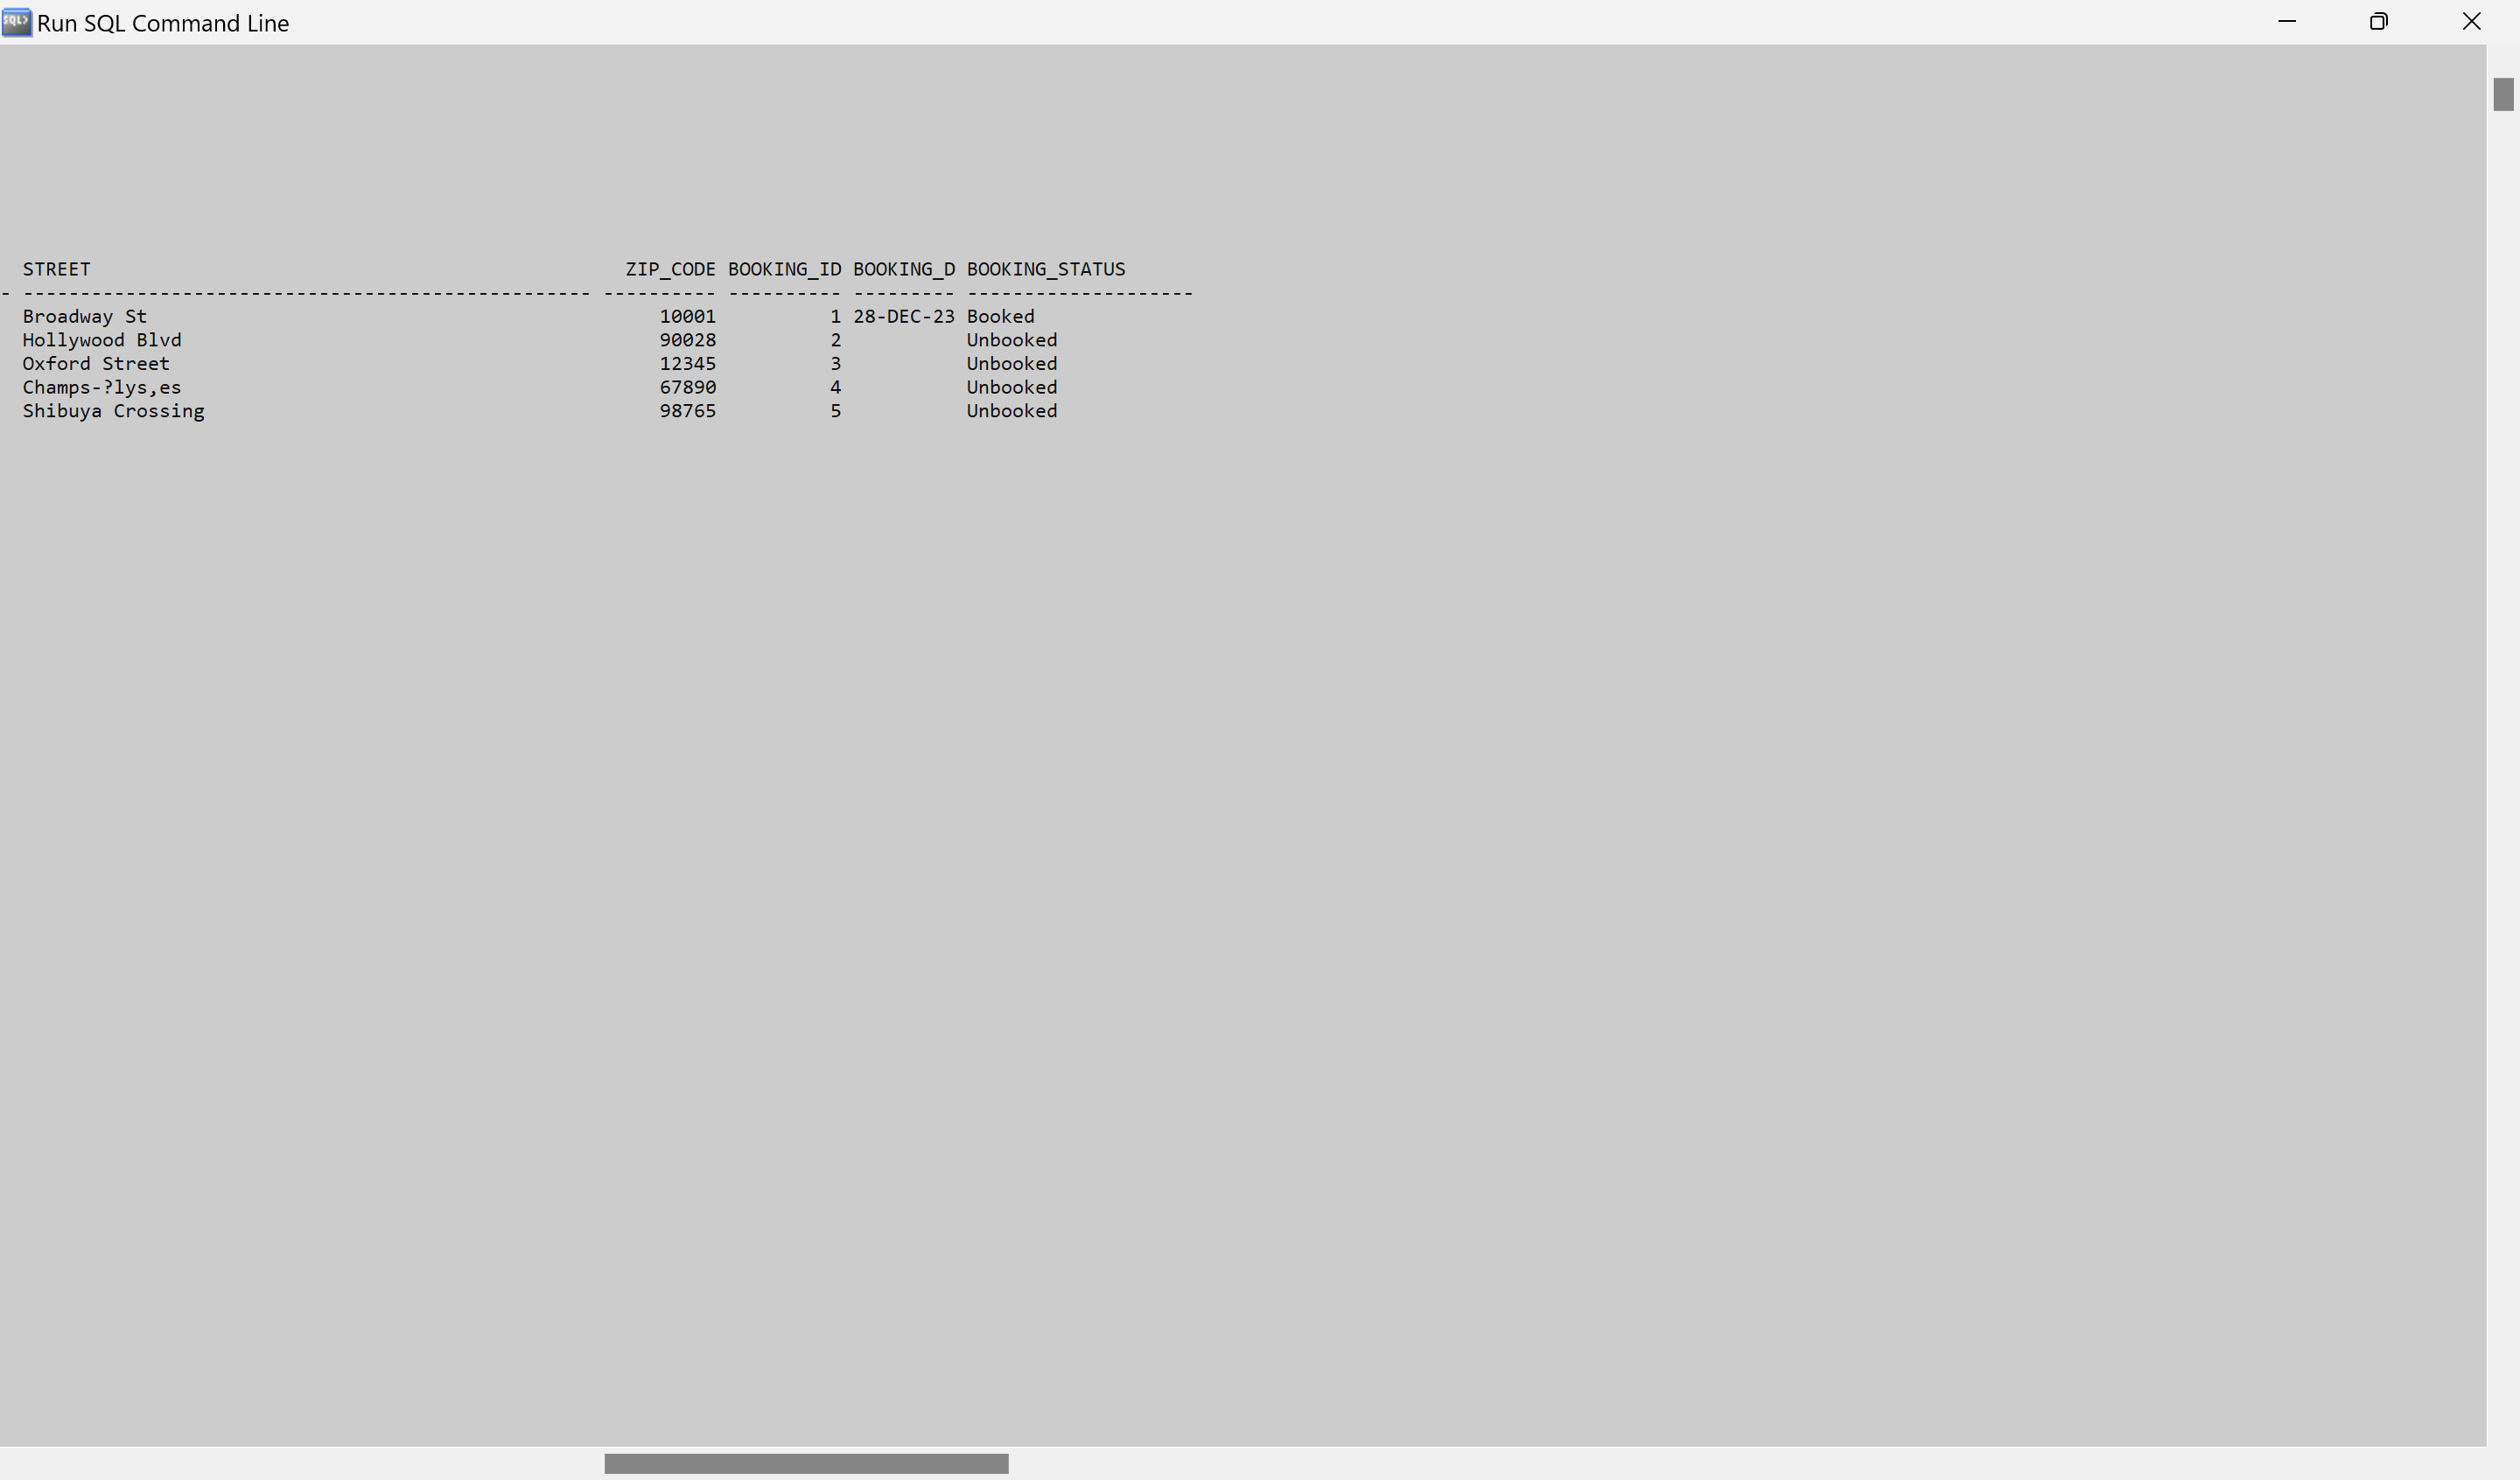 SQL> Run SQL Command Line
STREET ZIP_CODE BOOKING_ID BOOKING_D BOOKING_STATUS
- -------------------------------------------------- ---------- ---------- --------- --------------------
Broadway St 10001 1 28-DEC-23 Booked
Hollywood Blvd 90028 2 Unbooked
Oxford Street 12345 3 Unbooked
Champs-?lys,es 67890 4 Unbooked
Shibuya Crossing 98765 5 Unbooked